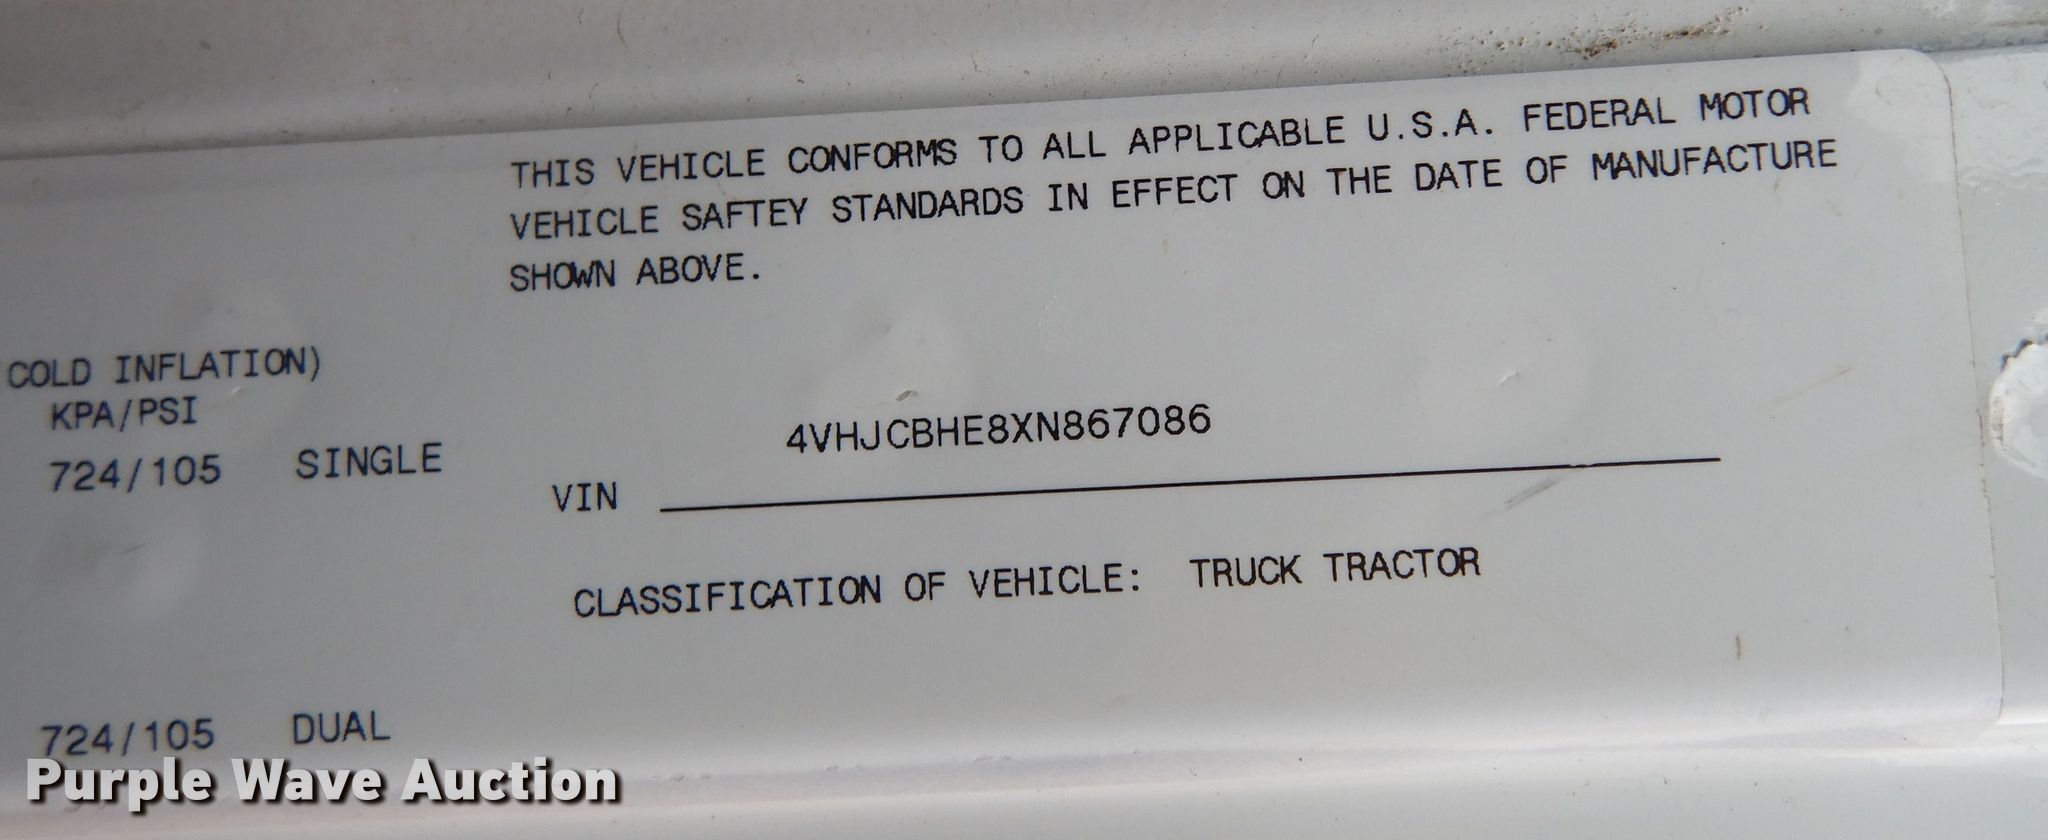 THIS VEHICLE CONFORMS TO ALL APPLICABLE U.S.A. FEDERAL MOTOR
VEHICLE SAFTEY STANDARDS IN EFFECT ON THE DATE OF MANUFACTURE
SHOWN ABOVE.
(COLD INFLATION)
KPA/PSI
724/105 SINGLE
4VHJCBHE8XN867086
VIN
CLASSIFICATION OF VEHICLE: TRUCK TRACTOR
724/105 DUAL
Purple Wave Auction